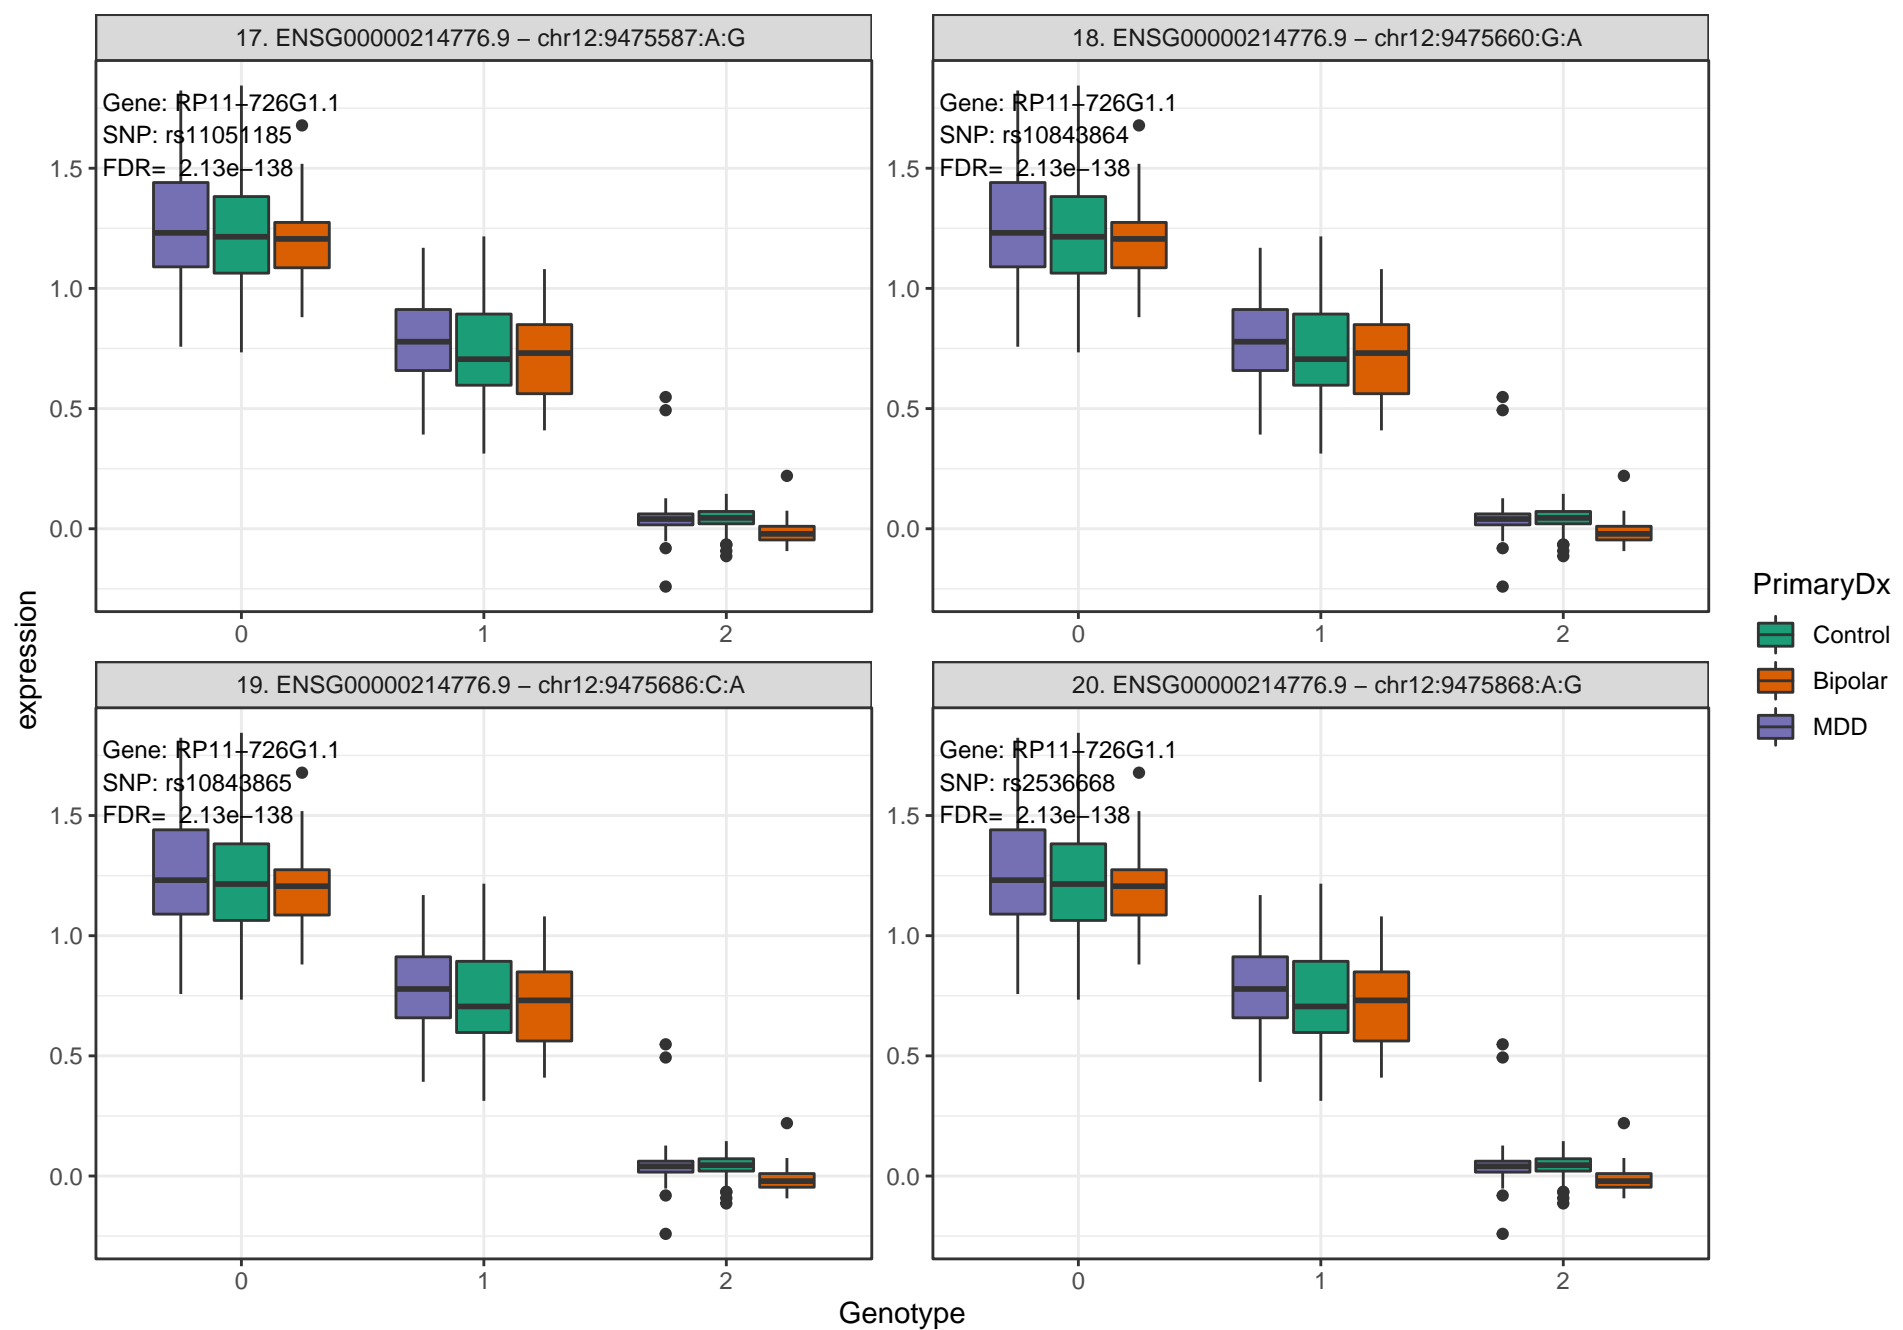 17. ENSG00000214776.9 − chr12:9475587:A:G
18. ENSG00000214776.9 − chr12:9475660:G:A
Gene: RP11−726G1.1
SNP: rs11051185
FDR= 2.13e−138
Gene: RP11−726G1.1
SNP: rs10843864
FDR= 2.13e−138
1.5
1.0
0.5
0.0
1.5
1.0
0.5
0.0
0
1
2
0
1
2
19. ENSG00000214776.9 − chr12:9475686:C:A
20. ENSG00000214776.9 − chr12:9475868:A:G
Gene: RP11−726G1.1
SNP: rs10843865
FDR= 2.13e−138
Gene: RP11−726G1.1
SNP: rs2536668
FDR= 2.13e−138
1.5
1.0
0.5
0.0
1.5
1.0
0.5
0.0
0
1
2
0
1
2
expression
Genotype
PrimaryDx
Control
Bipolar
MDD